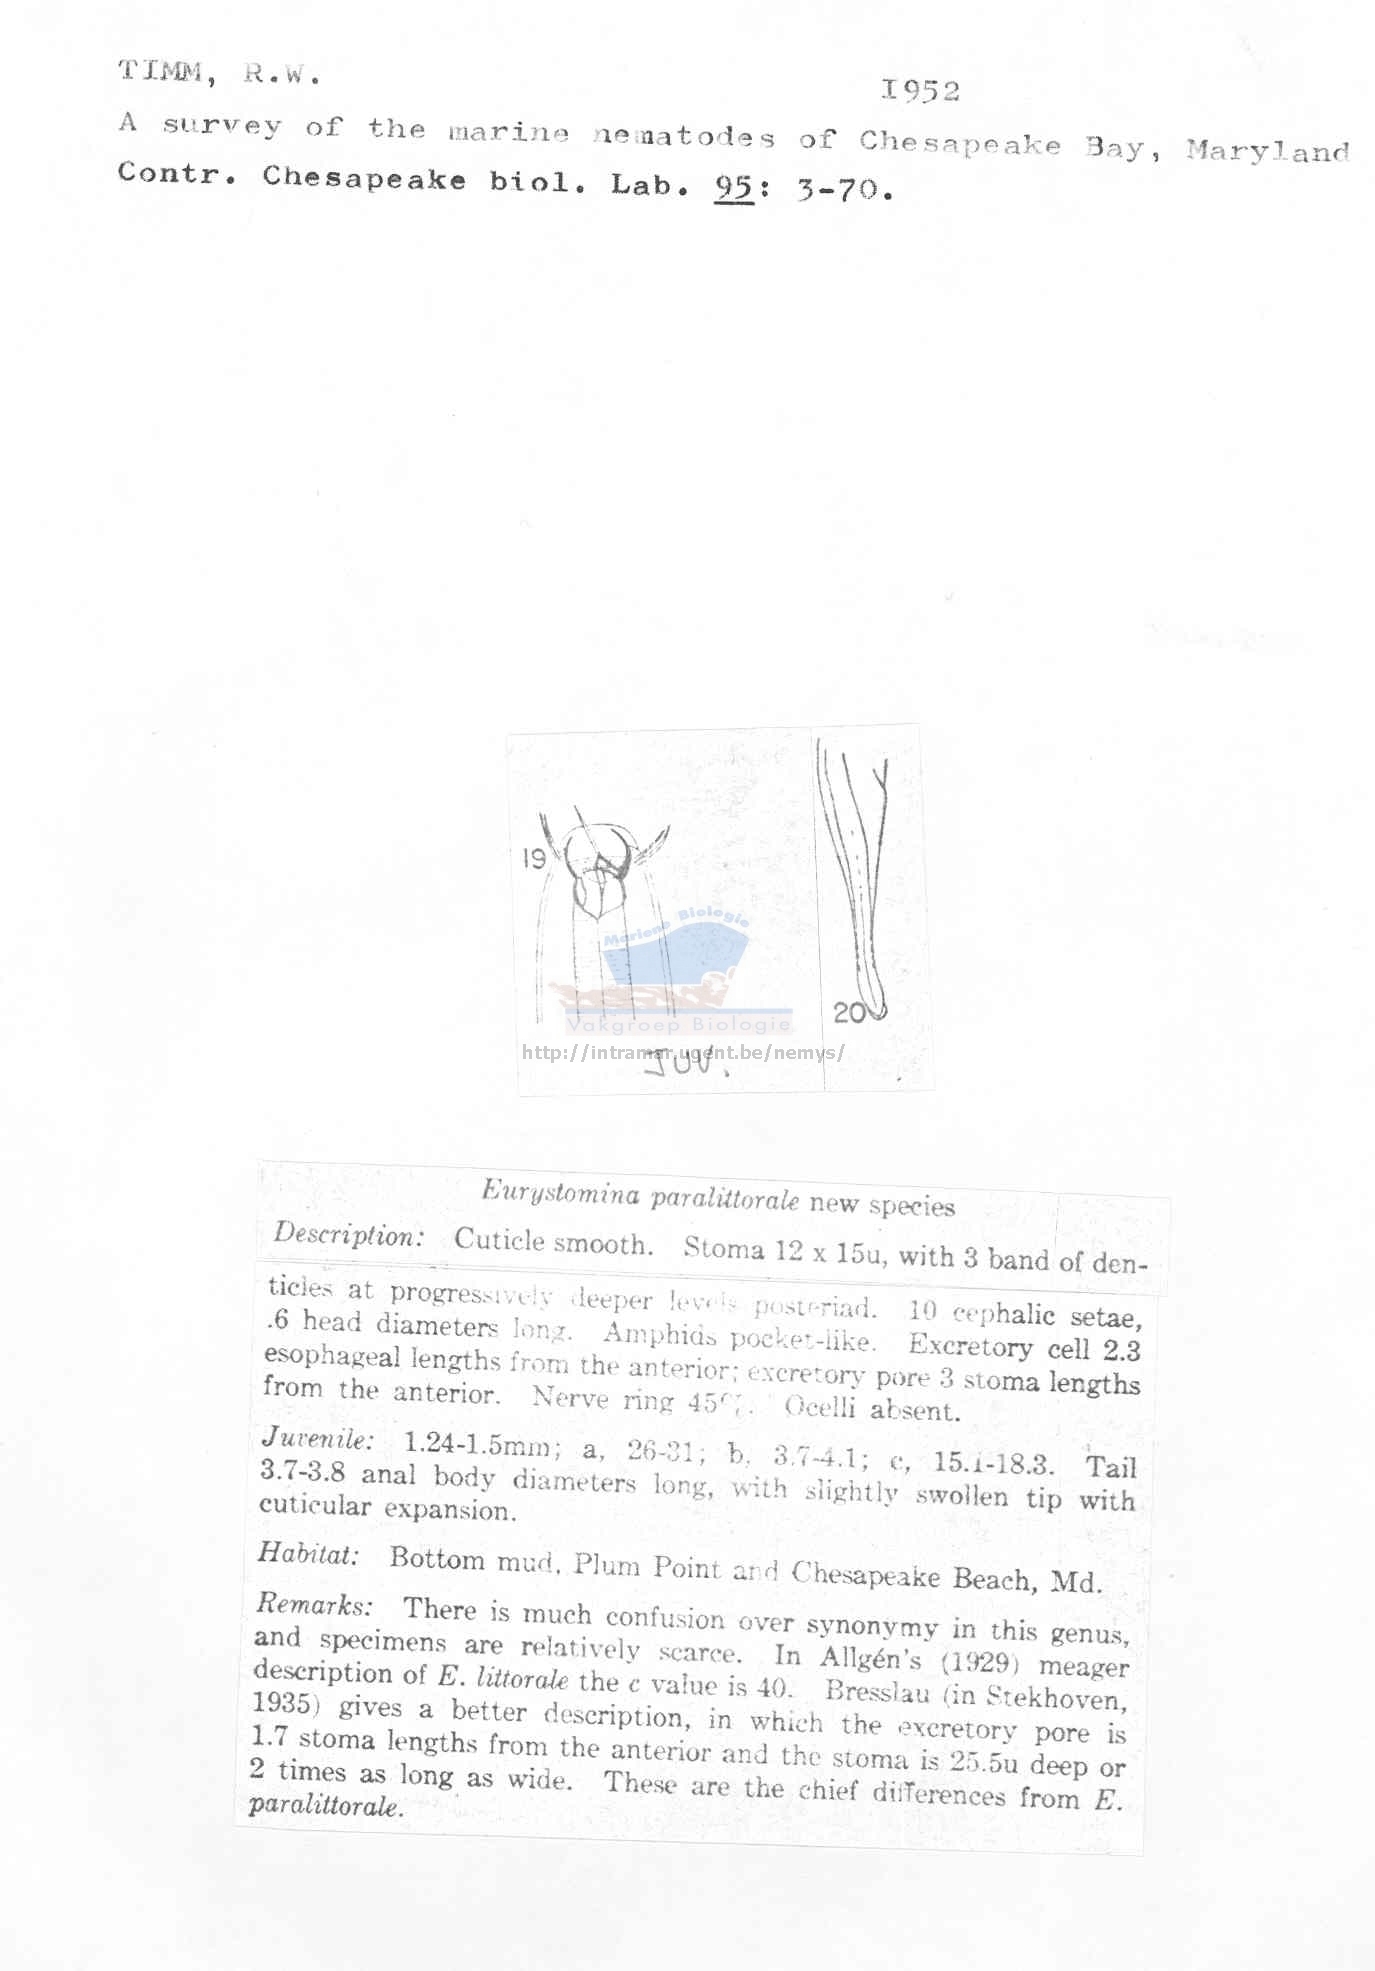 TIMM, R.W.
1952
A survey of the marine nematodes of Chesapeake Bay, Maryland
Contr. Chesapeake biol. Lab. 95: 3-70.
19
20
Mariene Biologie
Vakgroep Biologie
http://intramar.ugent.be/nemys/
Juv.
Eurystomina paralittorale new species
Description: Cuticle smooth. Stoma 12 x 15u, with 3 band of den-
ticles at progressively deeper levels posteriad. 10 cephalic setae,
.6 head diameters long. Amphids pocket-like. Excretory cell 2.3
esophageal lengths from the anterior; excretory pore 3 stoma lengths
from the anterior. Nerve ring 45%. Ocelli absent.
Juvenile: 1.24-1.5mm; a, 26-31; b, 3.7-4.1; c, 15.1-18.3. Tail
3.7-3.8 anal body diameters long, with slightly swollen tip with
cuticular expansion.
Habitat: Bottom mud, Plum Point and Chesapeake Beach, Md.
Remarks: There is much confusion over synonymy in this genus,
and specimens are relatively scarce. In Allgén's (1929) meager
description of E. littorale the c value is 40. Bresslau (in Stekhoven,
1935) gives a better description, in which the excretory pore is
1.7 stoma lengths from the anterior and the stoma is 25.5u deep or
2 times as long as wide. These are the chief differences from E.
paralittorale.